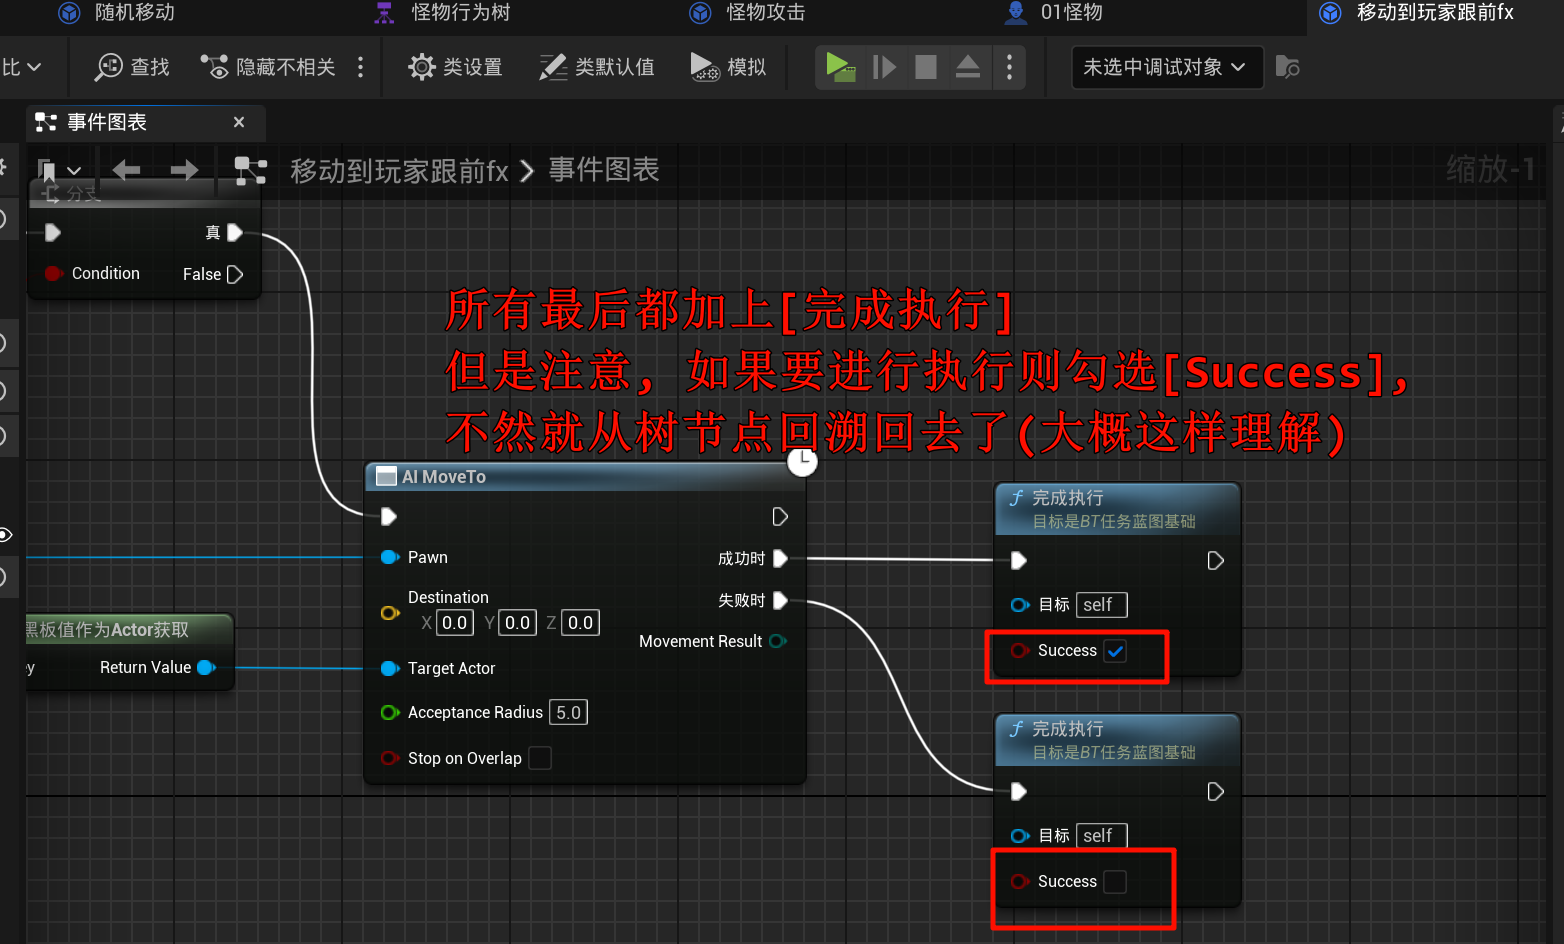 随机移动
怪物行为树
怪物攻击
01怪物
移动到玩家跟前fx
比
查找
隐藏不相关
类设置
类默认值
模拟
未选中调试对象
事件图表
移动到玩家跟前fx > 事件图表
缩放-1
分支
真
Condition
False
所有最后都加上[完成执行]
但是注意，如果要进行执行则勾选[Success]，
不然就从树节点回溯回去了(大概这样理解)
AI MoveTo
Pawn
成功时
Destination
失败时
X 0.0 Y 0.0 Z 0.0
Movement Result
Target Actor
Acceptance Radius 5.0
Stop on Overlap
黑板值作为Actor获取
ey
Return Value
完成执行
目标是BT任务蓝图基础
目标 self
Success
完成执行
目标是BT任务蓝图基础
目标 self
Success